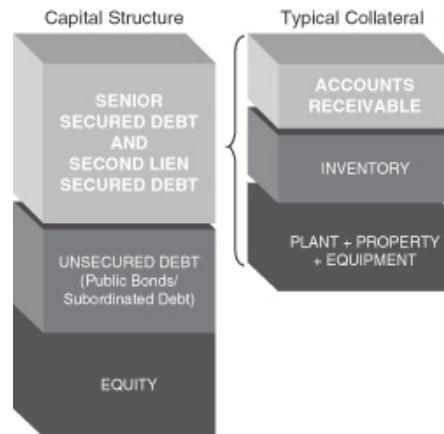 Capital Structure
SENIOR
SECURED DEBT
AND
SECOND LIEN
SECURED DEBT
UNSECURED DEBT
(Public Bonds/
Subordinated Debt)
EQUITY
Typical Collateral
ACCOUNTS
RECEIVABLE
INVENTORY
PLANT + PROPERTY
+ EQUIPMENT